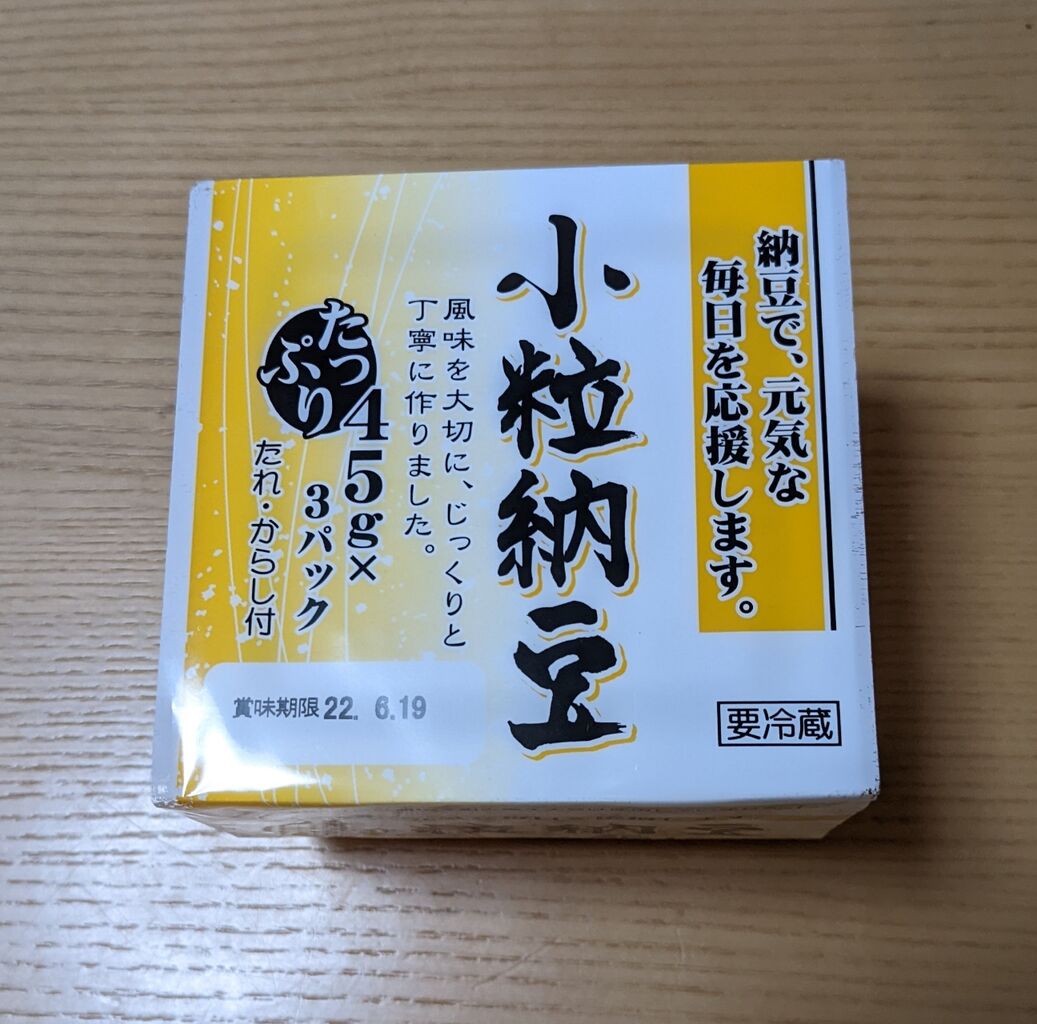 納豆で、元気な
毎日を応援します。
小粒納豆
風味を大切に、じっくりと
丁寧に作りました。
たっぷり
45g×
3パック
たれ・からし付
賞味期限22. 6.19
要冷蔵